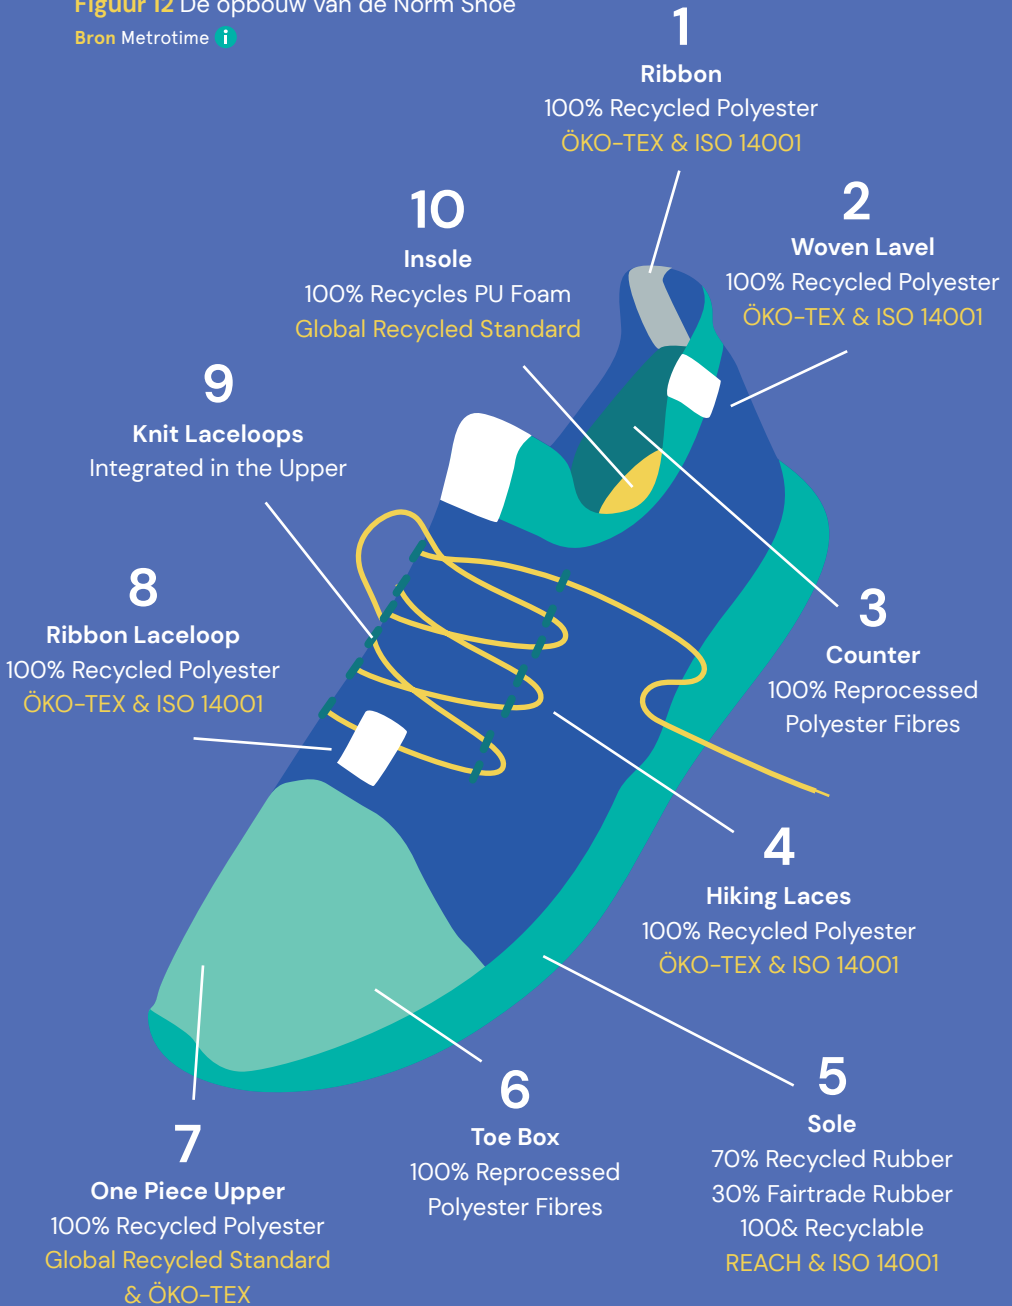 Figuur 12 De opbouw van de Norm Shoe
Bron Metrotime i
1
Ribbon
100% Recycled Polyester
ÖKO-TEX & ISO 14001
2
Woven Lavel
100% Recycled Polyester
ÖKO-TEX & ISO 14001
10
Insole
100% Recycles PU Foam
Global Recycled Standard
9
Knit Laceloops
Integrated in the Upper
8
Ribbon Laceloop
100% Recycled Polyester
ÖKO-TEX & ISO 14001
3
Counter
100% Reprocessed
Polyester Fibres
4
Hiking Laces
100% Recycled Polyester
ÖKO-TEX & ISO 14001
5
Sole
70% Recycled Rubber
30% Fairtrade Rubber
100& Recyclable
REACH & ISO 14001
6
Toe Box
100% Reprocessed
Polyester Fibres
7
One Piece Upper
100% Recycled Polyester
Global Recycled Standard
& ÖKO-TEX